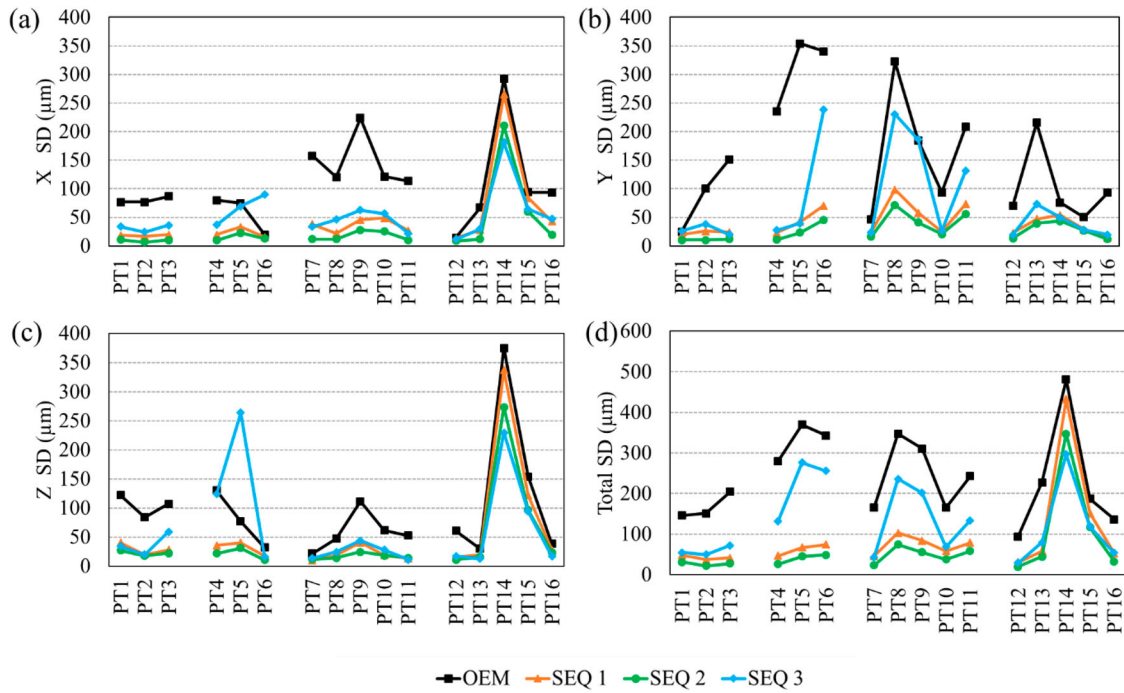 (a)
400
350
300
250
200
150
100
50
0
X SD (µm)
PT1 PT2 PT3 PT4 PT5 PT6 PT7 PT8 PT9 PT10 PT11 PT12 PT13 PT14 PT15 PT16
(b)
400
350
300
250
200
150
100
50
0
Y SD (µm)
PT1 PT2 PT3 PT4 PT5 PT6 PT7 PT8 PT9 PT10 PT11 PT12 PT13 PT14 PT15 PT16
(c)
400
350
300
250
200
150
100
50
0
Z SD (µm)
PT1 PT2 PT3 PT4 PT5 PT6 PT7 PT8 PT9 PT10 PT11 PT12 PT13 PT14 PT15 PT16
(d)
600
500
400
300
200
100
0
Total SD (µm)
PT1 PT2 PT3 PT4 PT5 PT6 PT7 PT8 PT9 PT10 PT11 PT12 PT13 PT14 PT15 PT16
OEM SEQ 1 SEQ 2 SEQ 3